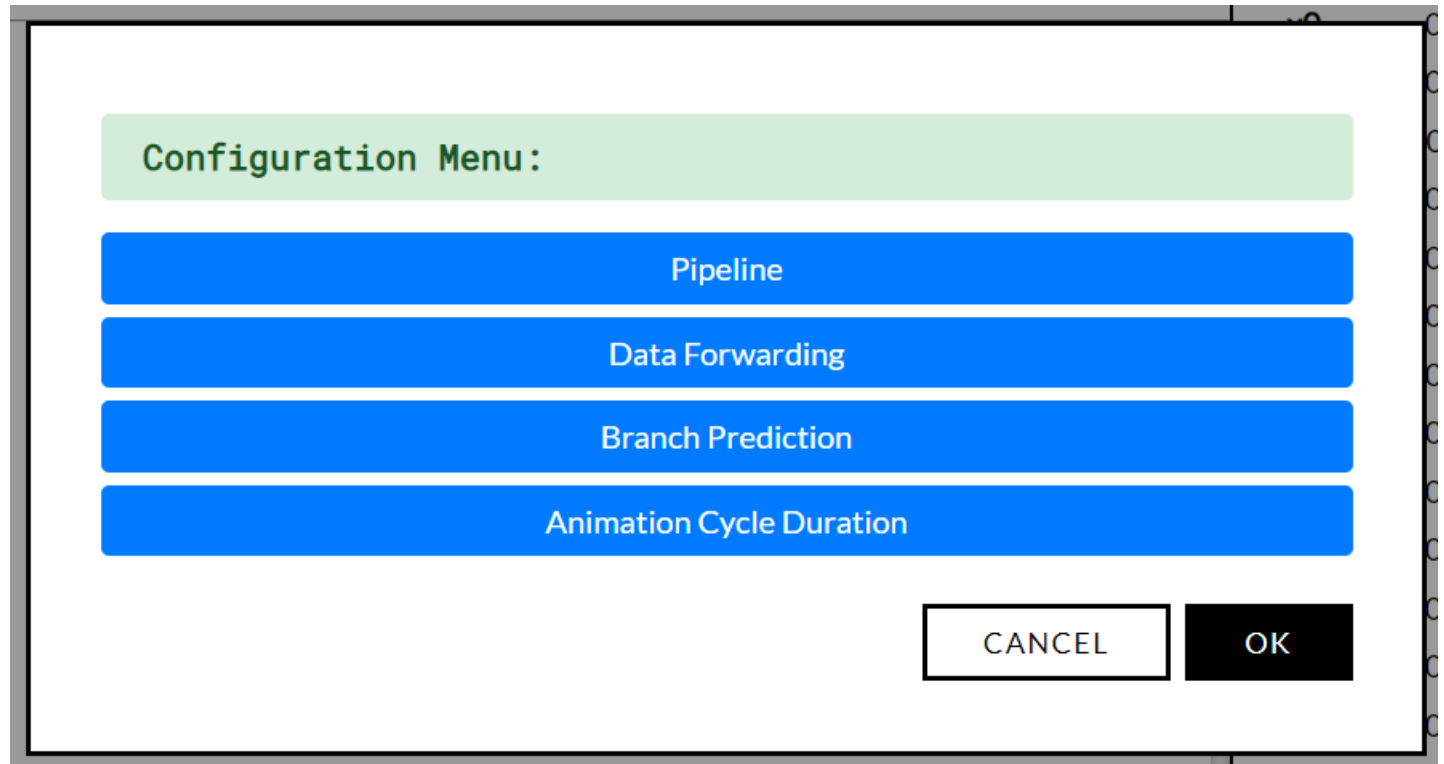 Configuration Menu:
Pipeline
Data Forwarding
Branch Prediction
Animation Cycle Duration
CANCEL OK